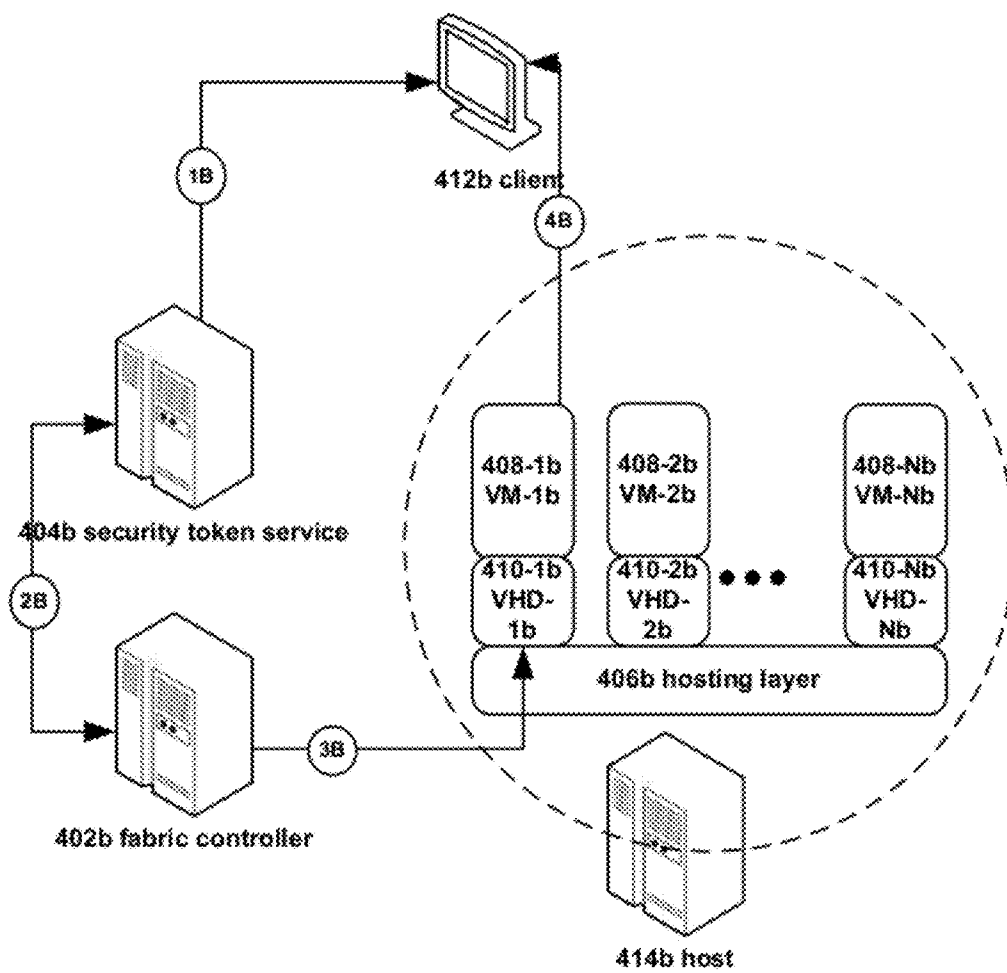 412b client
1B
4B
404b security token service
408-1b
VM-1b
408-2b
VM-2b
408-Nb
VM-Nb
410-1b
VHD-
1b
410-2b
VHD-
2b
410-Nb
VHD-
Nb
2B
406b hosting layer
3B
402b fabric controller
414b host